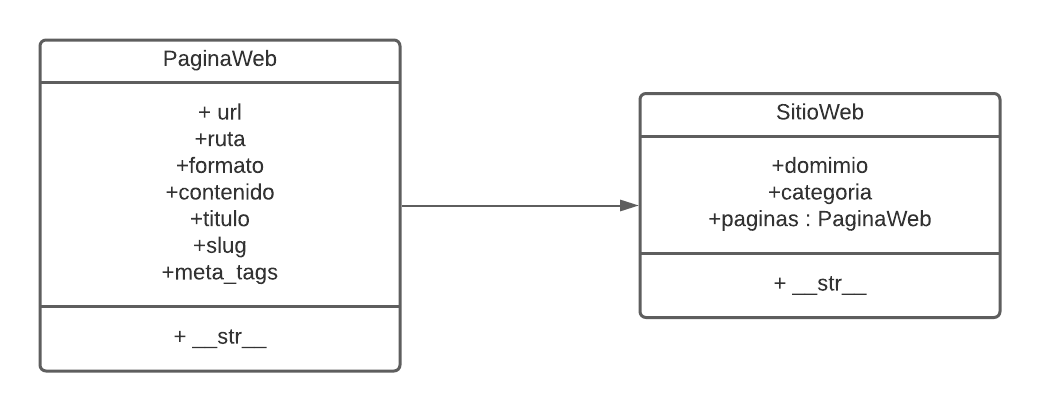 PaginaWeb
+ url
+ruta
+formato
+contenido
+titulo
+slug
+meta_tags
+ __str__
SitioWeb
+domimio
+categoria
+paginas : PaginaWeb
+ __str__